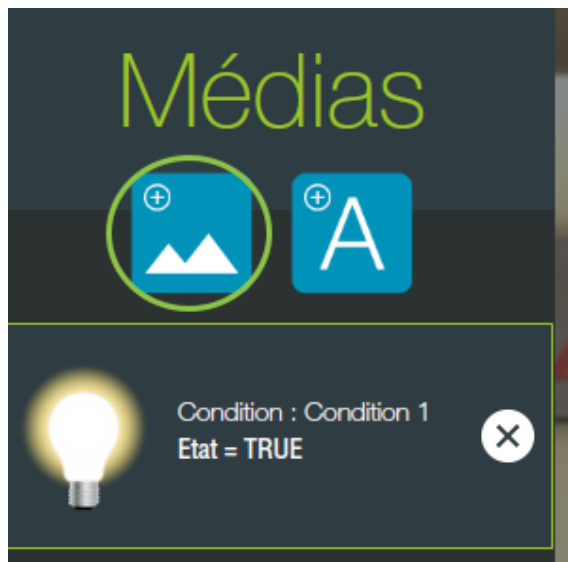 Médias
A
Condition : Condition 1
Etat = TRUE